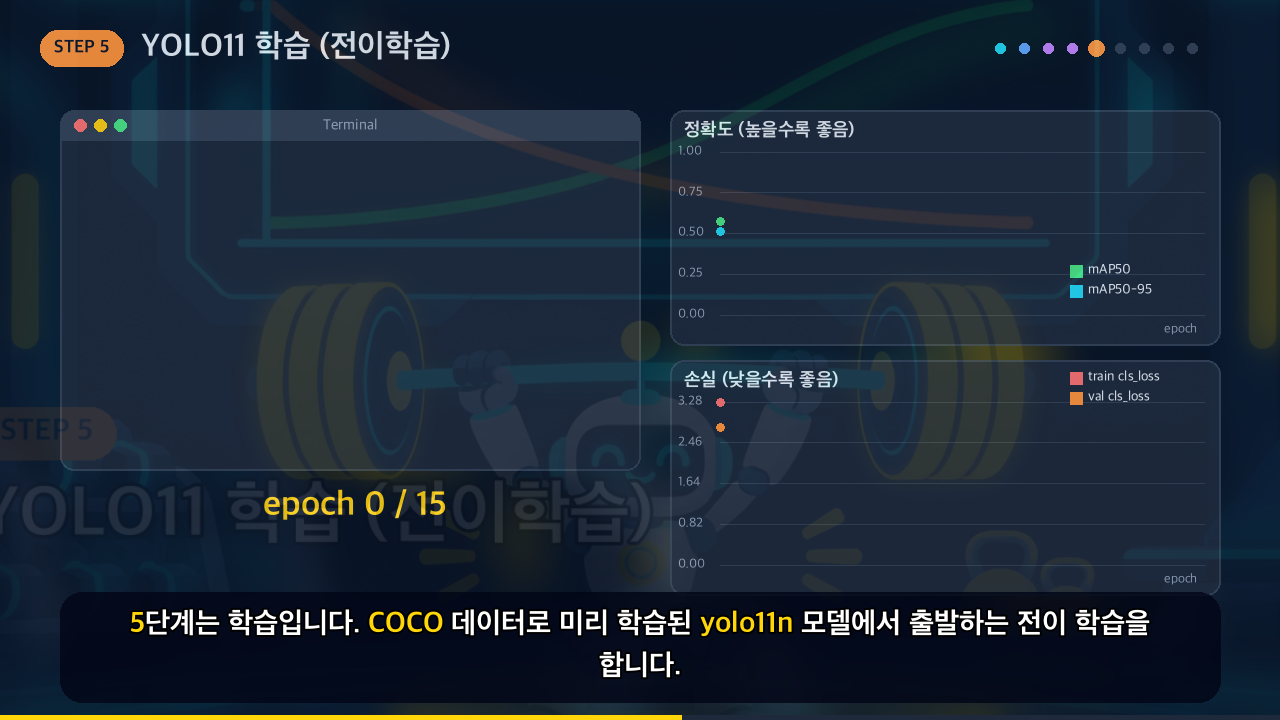 STEP 5
YOLO11 학습 (전이학습)
Terminal
정확도 (높을수록 좋음)
1.00
0.75
0.50
0.25
0.00
mAP50
mAP50-95
epoch
손실 (낮을수록 좋음)
3.28
2.46
1.64
0.82
0.00
train cls_loss
val cls_loss
epoch
STEP 5
YOLO11 학습 (전이학습)
epoch 0 / 15
5단계는 학습입니다. COCO 데이터로 미리 학습된 yolo11n 모델에서 출발하는 전이 학습을
합니다.